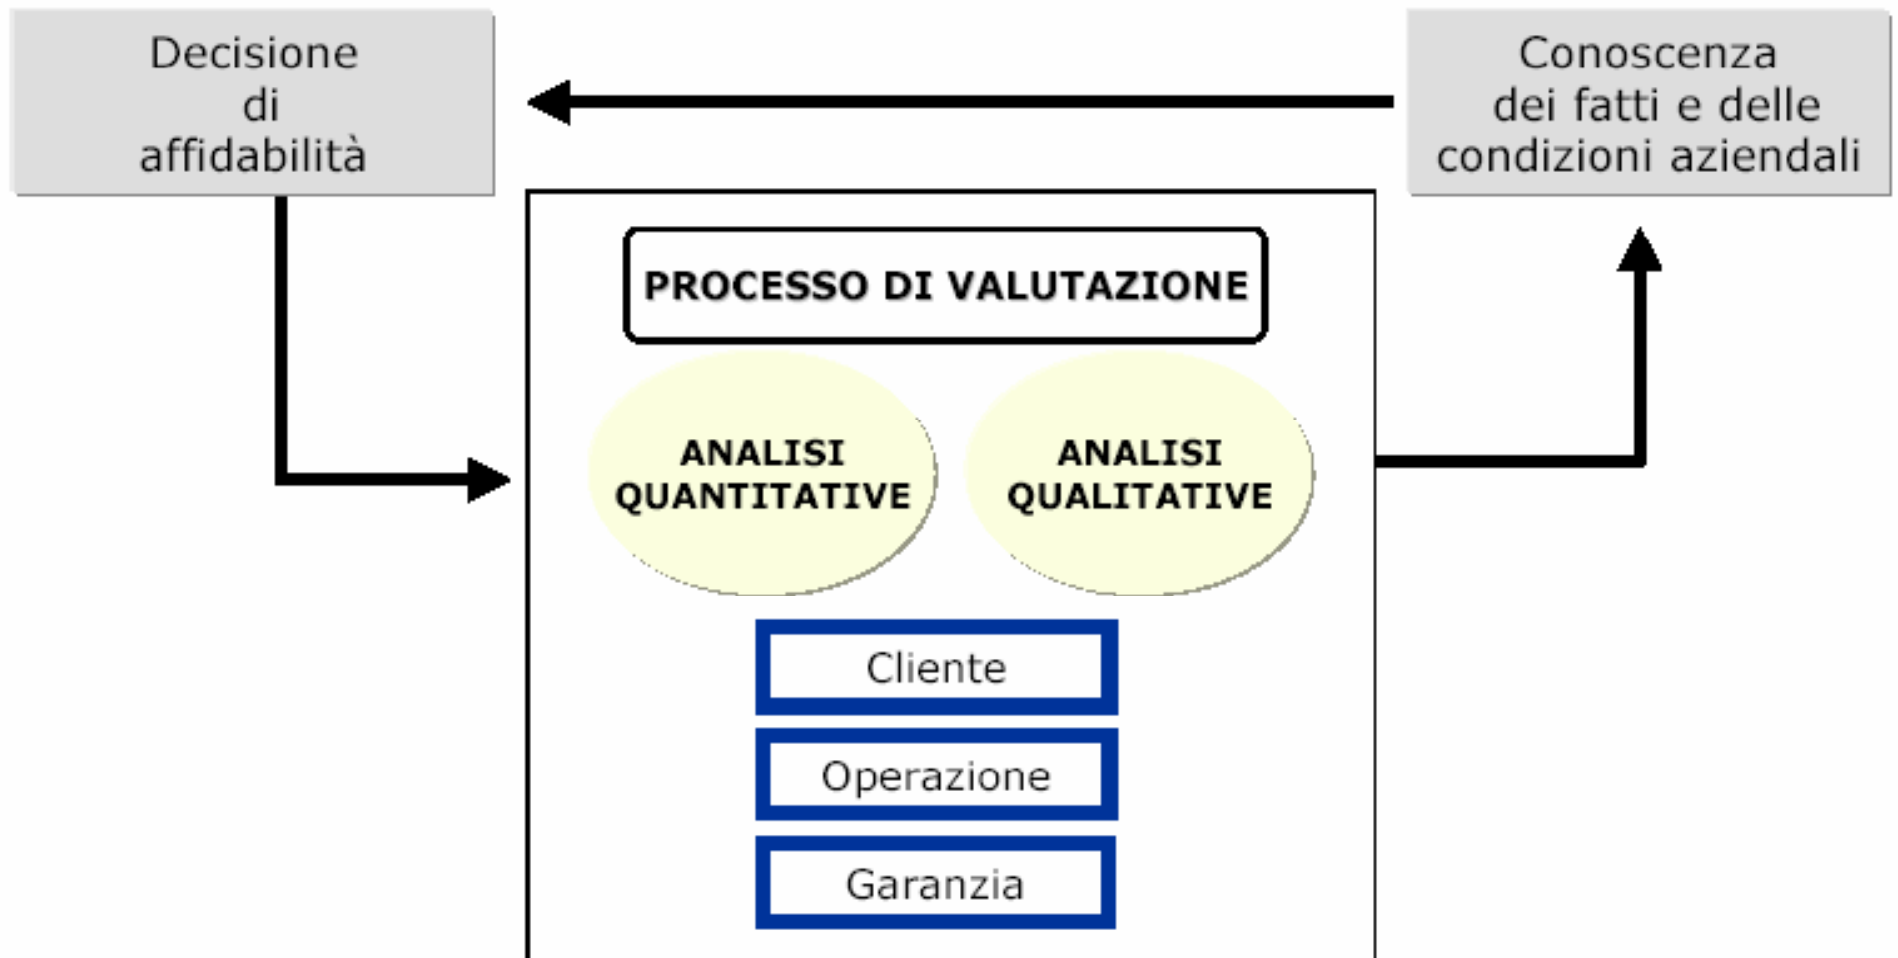 Decisione
di
affidabilità
Conoscenza
dei fatti e delle
condizioni aziendali
PROCESSO DI VALUTAZIONE
ANALISI
QUANTITATIVE
ANALISI
QUALITATIVE
Cliente
Operazione
Garanzia